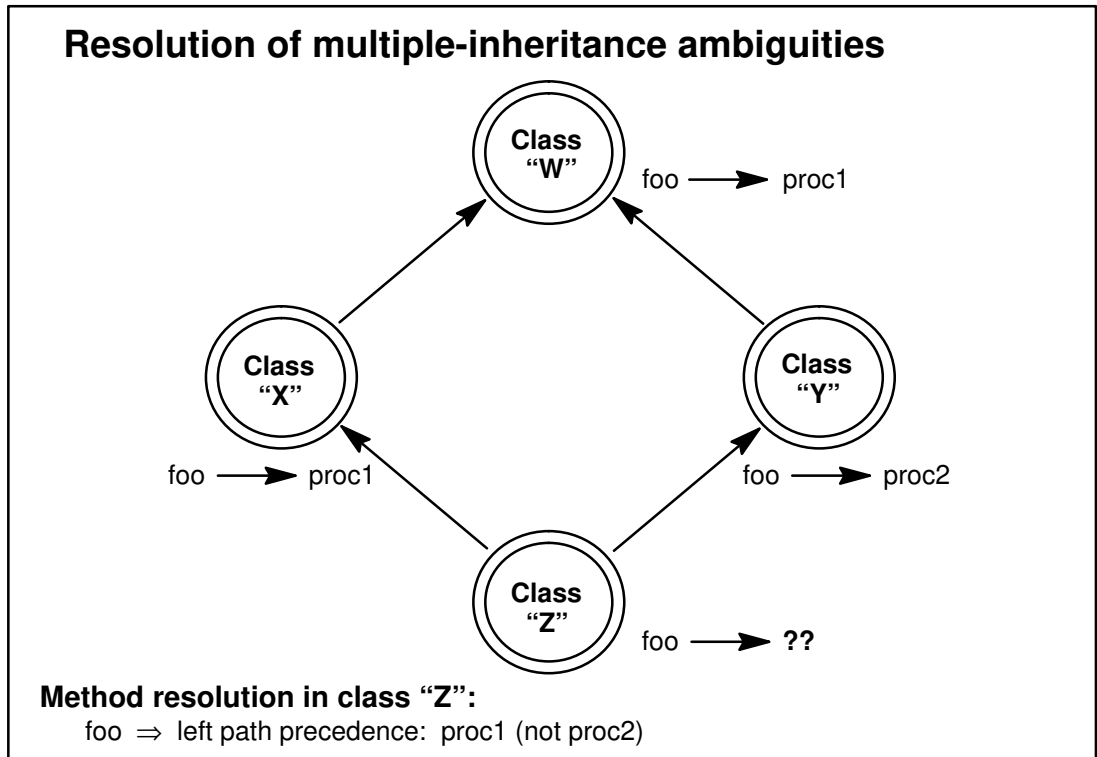 Resolution of multiple-inheritance ambiguities
Class
“W”
foo
proc1
Class
“X”
Class
“Y”
foo
proc1
foo
proc2
Class
“Z”
foo
??
Method resolution in class “Z”:
foo ⇒ left path precedence: proc1 (not proc2)